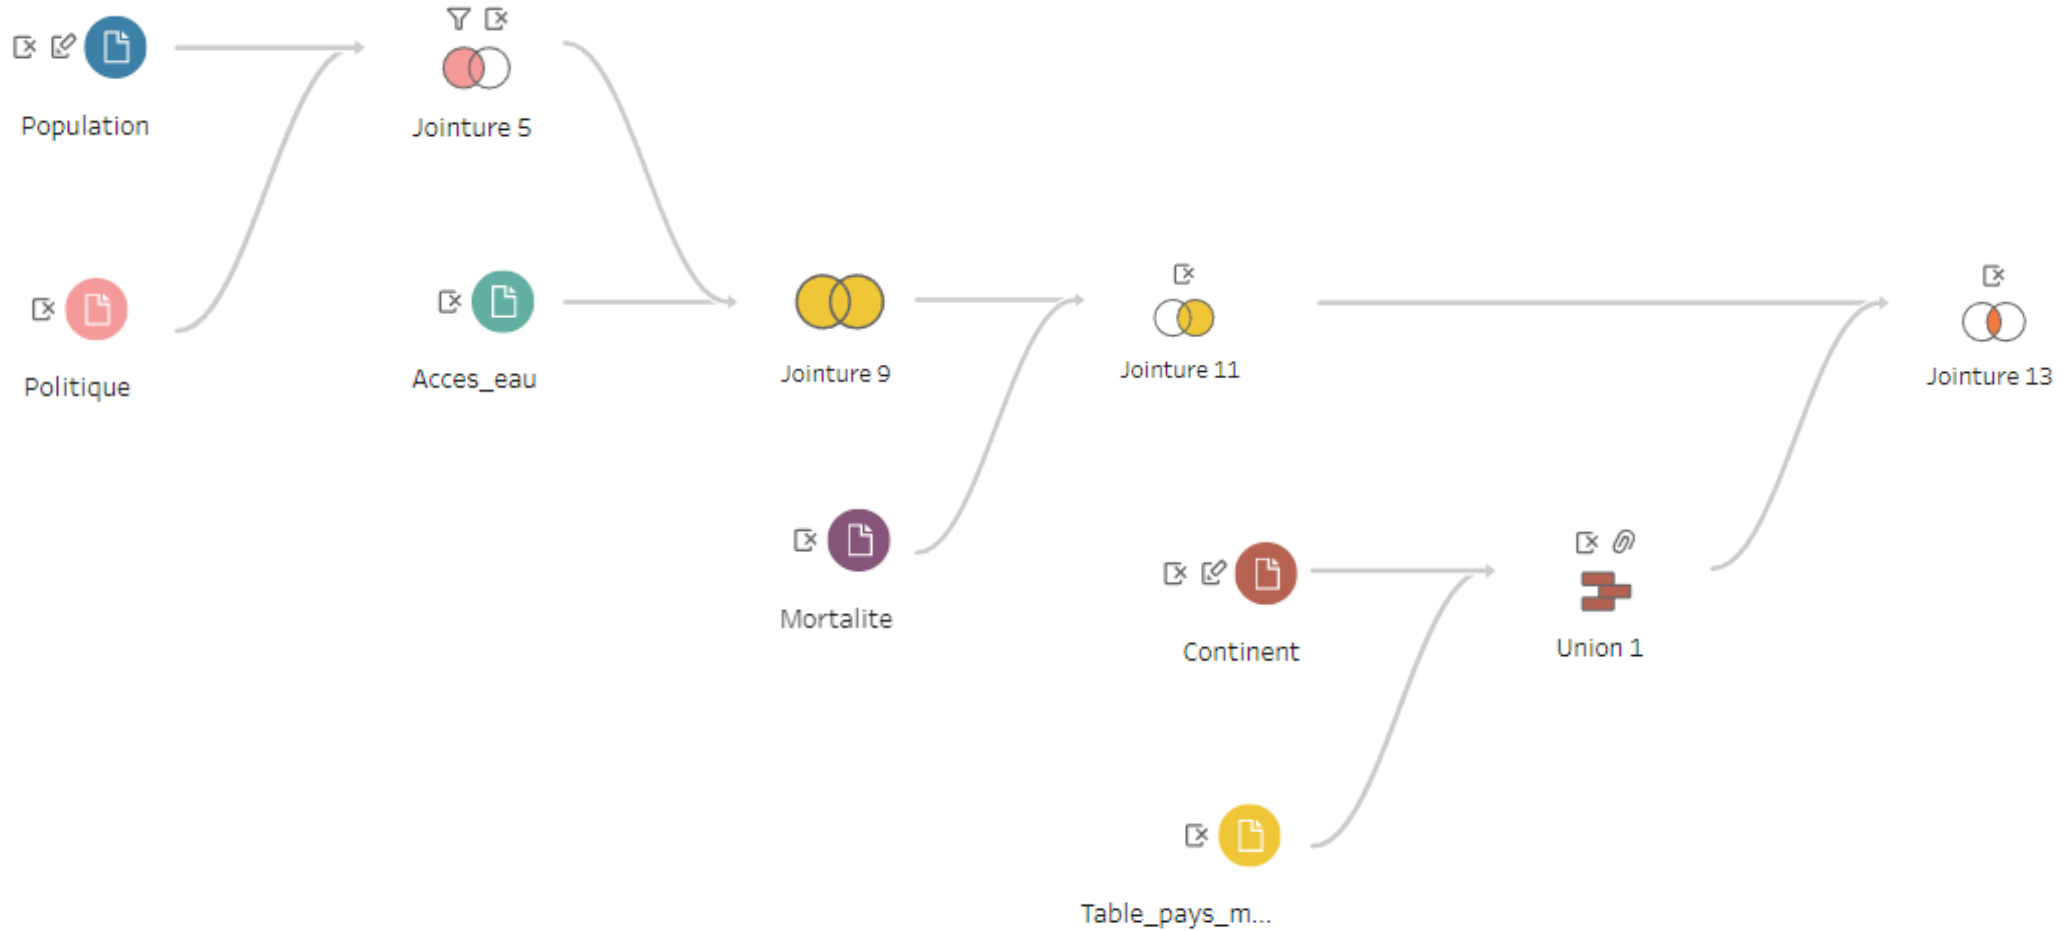 Population
Jointure 5
Politique
Acces_eau
Jointure 9
Jointure 11
Jointure 13
Mortalite
Continent
Union 1
Table_pays_m...